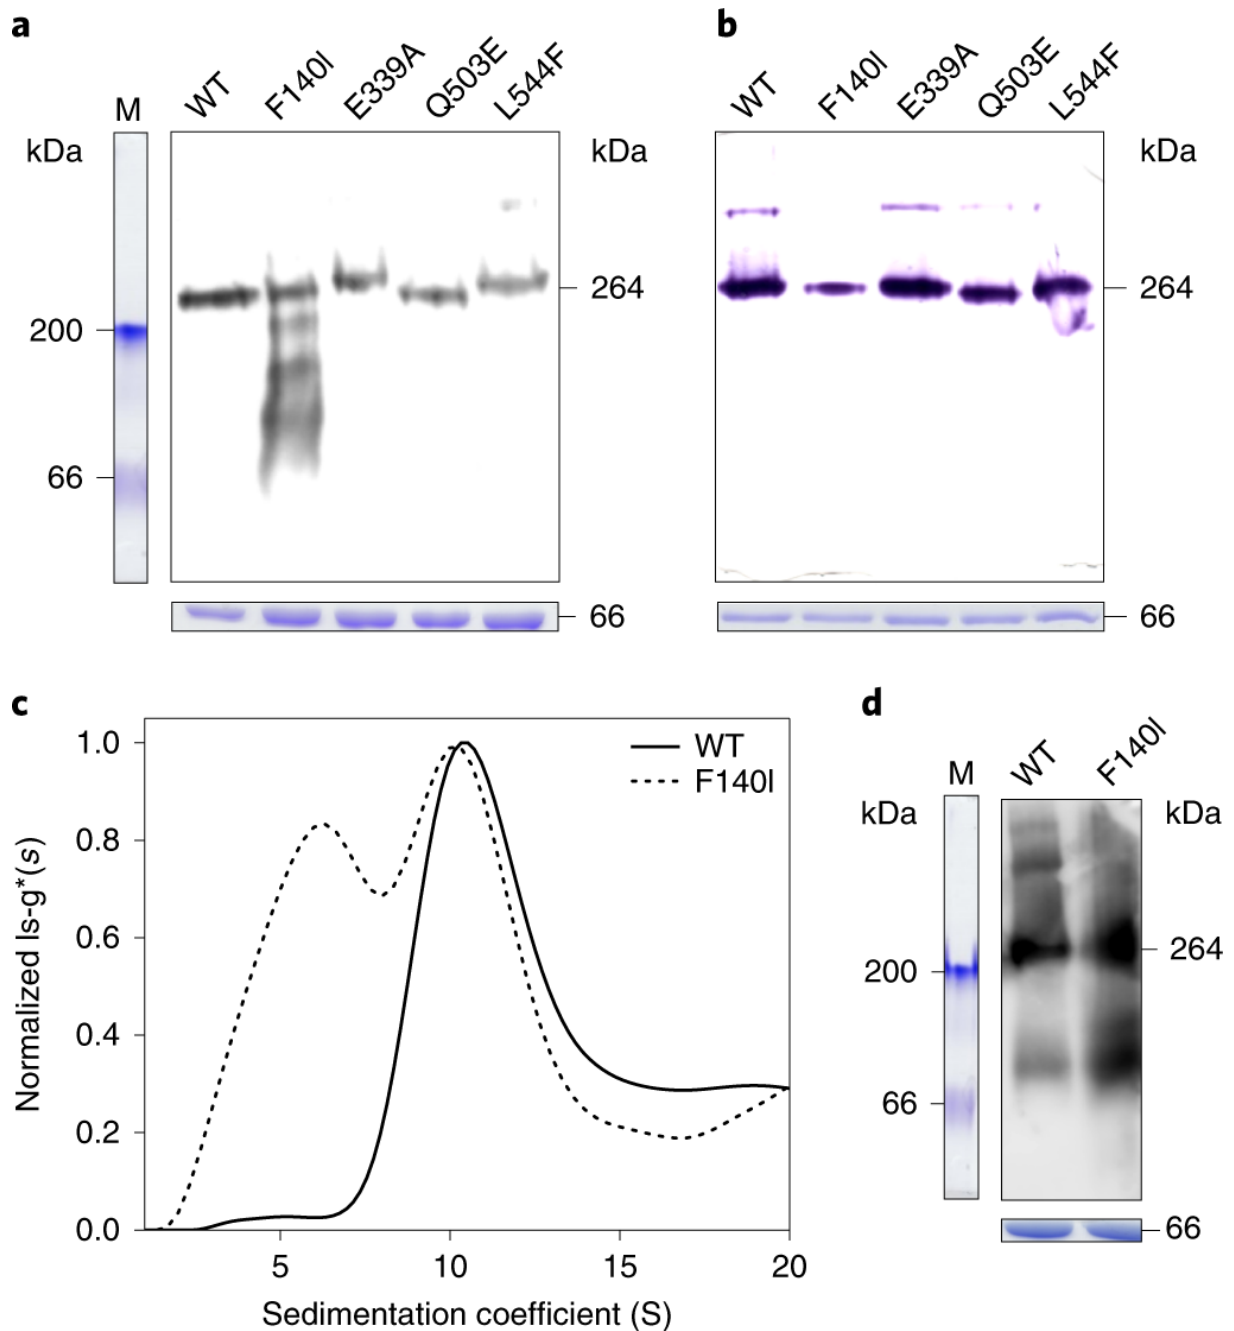 a
M
WT
F140I
E339A
Q503E
L544F
kDa
kDa
264
200
66
66
b
WT
F140I
E339A
Q503E
L544F
kDa
264
66
c
WT
F140I
1.0
0.8
0.6
0.4
0.2
0.0
5
10
15
20
Normalized ls-g*(s)
Sedimentation coefficient (S)
d
M
WT
F140I
kDa
kDa
264
200
66
66